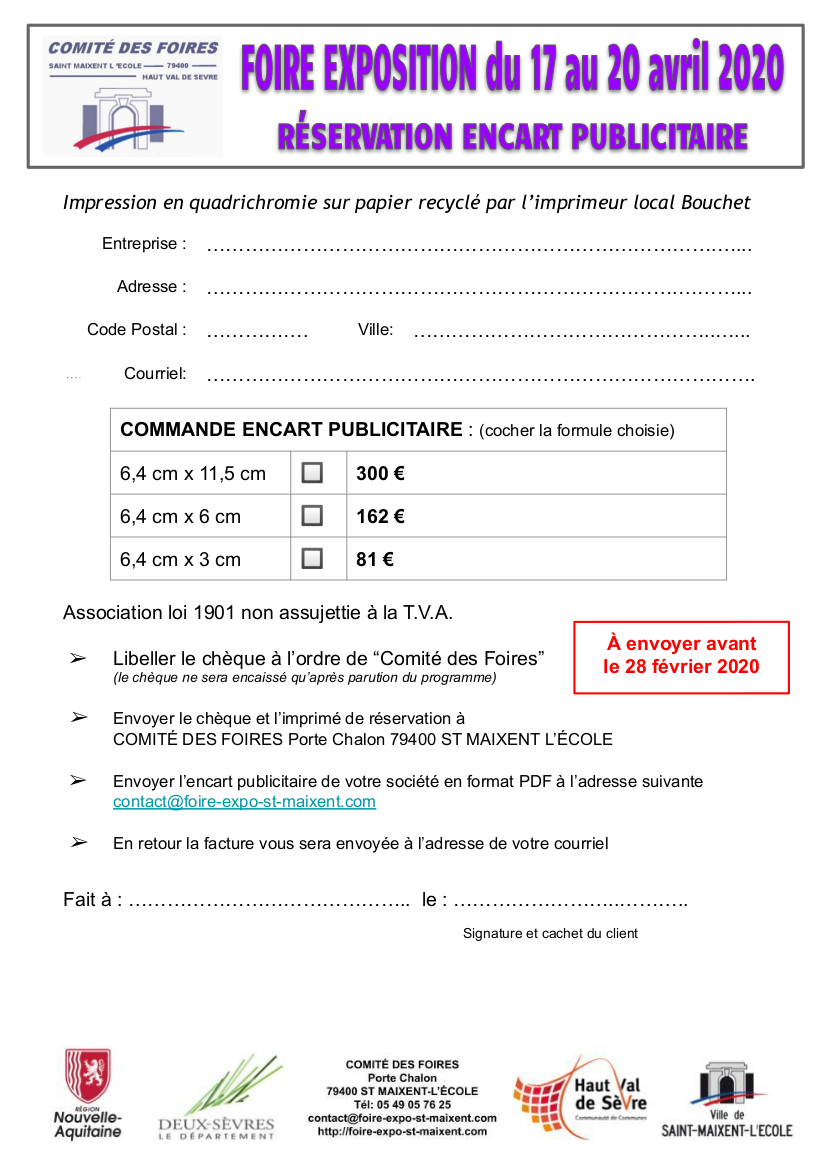 COMITÉ DES FOIRES
SAINT MAIXENT L'ECOLE 79400
HAUT VAL DE SEVRE
FOIRE EXPOSITION du 17 au 20 avril 2020
RÉSERVATION ENCART PUBLICITAIRE
Impression en quadrichromie sur papier recyclé par l’imprimeur local Bouchet
Entreprise : ……………………………………………………………………………...
Adresse : ……………………………………………………………………………...
Code Postal : ……………. Ville: …………………………………………….…...
.... Courriel: …………………………………………………………………………….
COMMANDE ENCART PUBLICITAIRE : (cocher la formule choisie)
6,4 cm x 11,5 cm ☐ 300 €
6,4 cm x 6 cm ☐ 162 €
6,4 cm x 3 cm ☐ 81 €
Association loi 1901 non assujettie à la T.V.A.
À envoyer avant
le 28 février 2020
➢ Libeller le chèque à l’ordre de “Comité des Foires”
(le chèque ne sera encaissé qu’après parution du programme)
➢ Envoyer le chèque et l’imprimé de réservation à
COMITÉ DES FOIRES Porte Chalon 79400 ST MAIXENT L’ÉCOLE
➢ Envoyer l’encart publicitaire de votre société en format PDF à l’adresse suivante
contact@foire-expo-st-maixent.com
➢ En retour la facture vous sera envoyée à l’adresse de votre courriel
Fait à : …………………………………….. le : ……………………...……….
Signature et cachet du client
RÉGION
Nouvelle-
Aquitaine
DEUX-SÈVRES
LE DÉPARTEMENT
COMITÉ DES FOIRES
Porte Chalon
79400 ST MAIXENT-L'ÉCOLE
Tél: 05 49 05 76 25
contact@foire-expo-st-maixent.com
http://foire-expo-st-maixent.com
Haut Val
de Sèvre
Communauté de Communes
Ville de
SAINT-MAIXENT-L'ECOLE